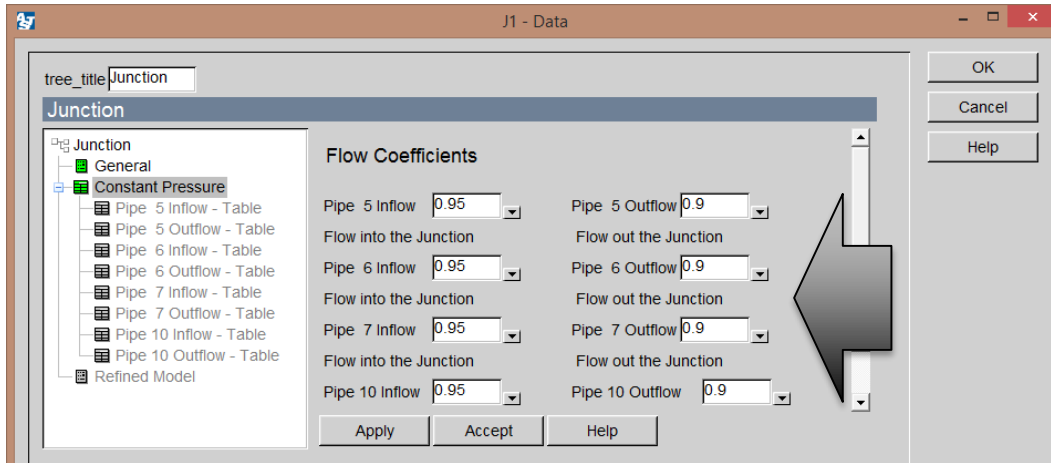 J1 - Data
tree_title Junction
OK
Junction
Cancel
Help
Junction
General
Constant Pressure
Pipe 5 Inflow - Table
Pipe 5 Outflow - Table
Pipe 6 Inflow - Table
Pipe 6 Outflow - Table
Pipe 7 Inflow - Table
Pipe 7 Outflow - Table
Pipe 10 Inflow - Table
Pipe 10 Outflow - Table
Refined Model
Flow Coefficients
Pipe 5 Inflow 0.95 Pipe 5 Outflow 0.9
Flow into the Junction Flow out the Junction
Pipe 6 Inflow 0.95 Pipe 6 Outflow 0.9
Flow into the Junction Flow out the Junction
Pipe 7 Inflow 0.95 Pipe 7 Outflow 0.9
Flow into the Junction Flow out the Junction
Pipe 10 Inflow 0.95 Pipe 10 Outflow 0.9
Apply Accept Help